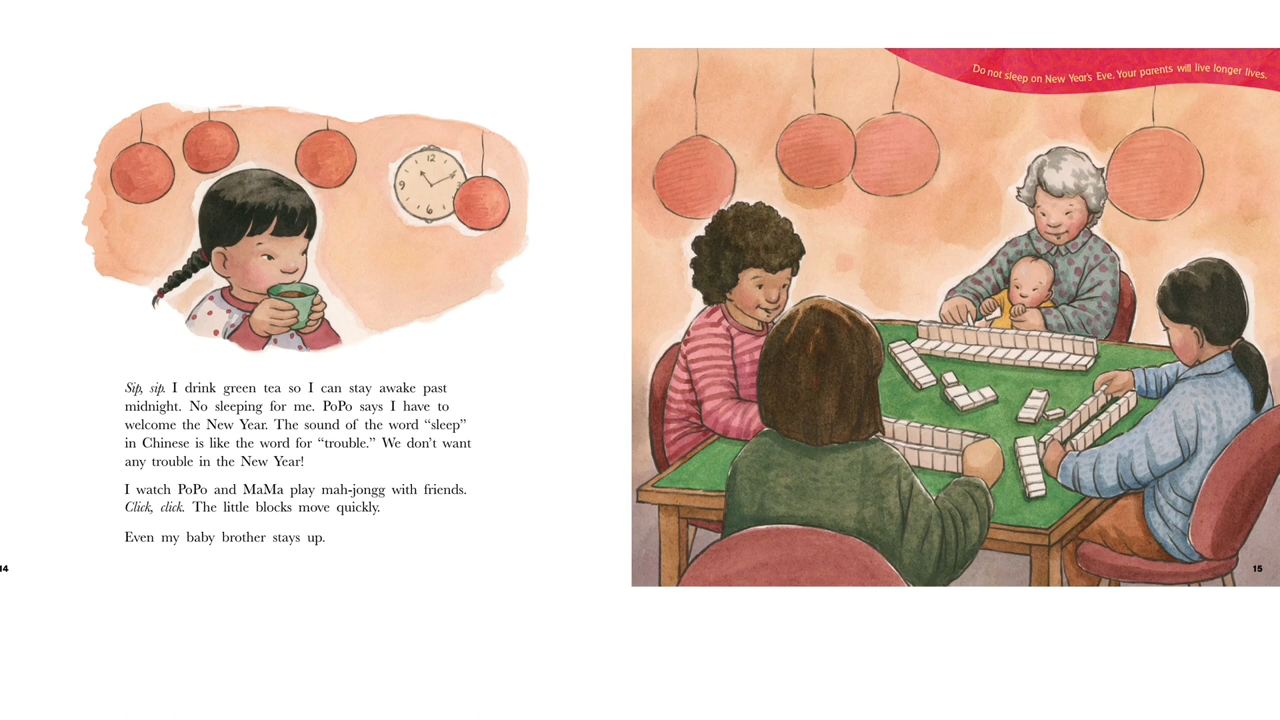 12
9
3
6
Sip, sip. I drink green tea so I can stay awake past
midnight. No sleeping for me. PoPo says I have to
welcome the New Year. The sound of the word “sleep”
in Chinese is like the word for “trouble.” We don’t want
any trouble in the New Year!
I watch PoPo and MaMa play mah-jongg with friends.
Click, click. The little blocks move quickly.
Even my baby brother stays up.
14
Do not sleep on New Year’s Eve. Your parents will live longer lives.
15